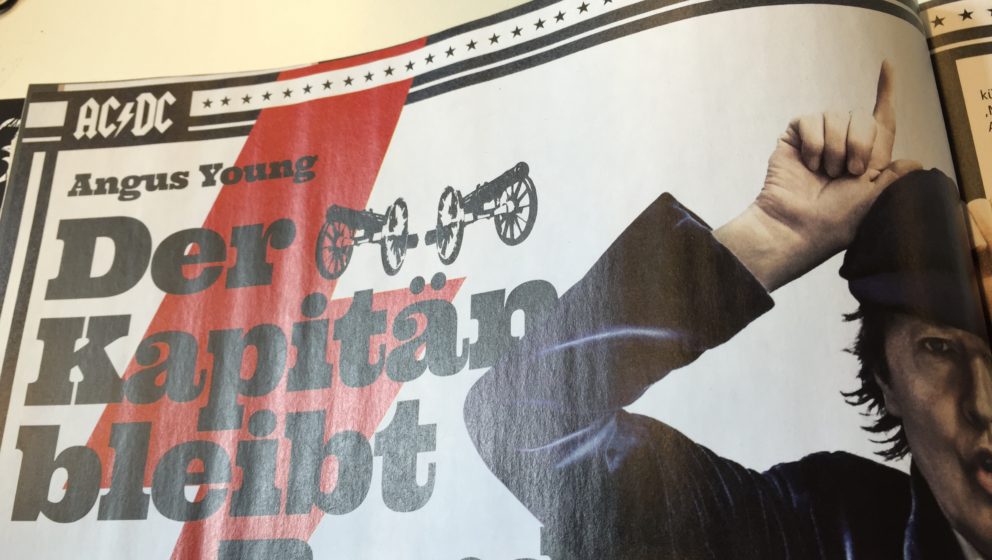 AC⚡DC
Angus Young
Der
Kapitän
bleibt